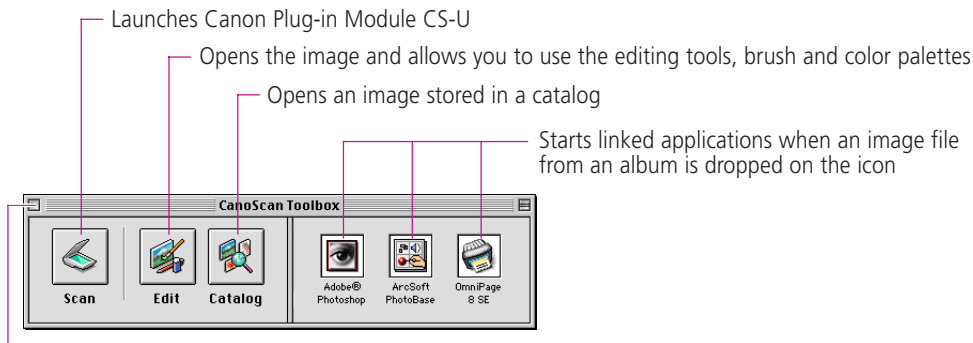 Launches Canon Plug-in Module CS-U
Opens the image and allows you to use the editing tools, brush and color palettes
Opens an image stored in a catalog
Starts linked applications when an image file
from an album is dropped on the icon
CanoScan Toolbox
Scan
Edit
Catalog
Adobe®
Photoshop
ArcSoft
PhotoBase
OmniPage
8 SE